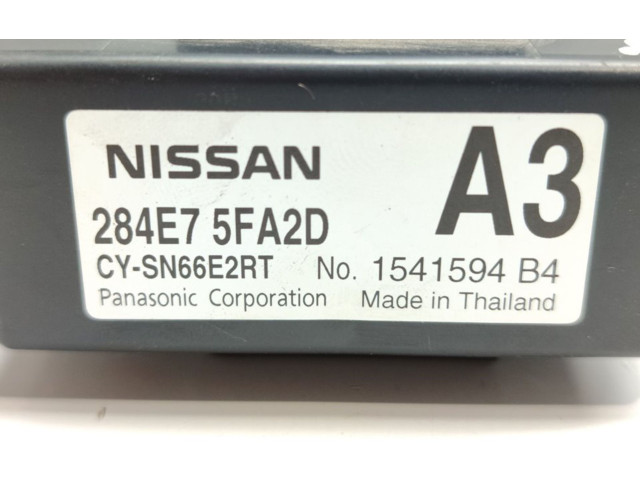 NISSAN
A3
284E7 5FA2D
CY-SN66E2RT No. 1541594 B4
Panasonic Corporation Made in Thailand